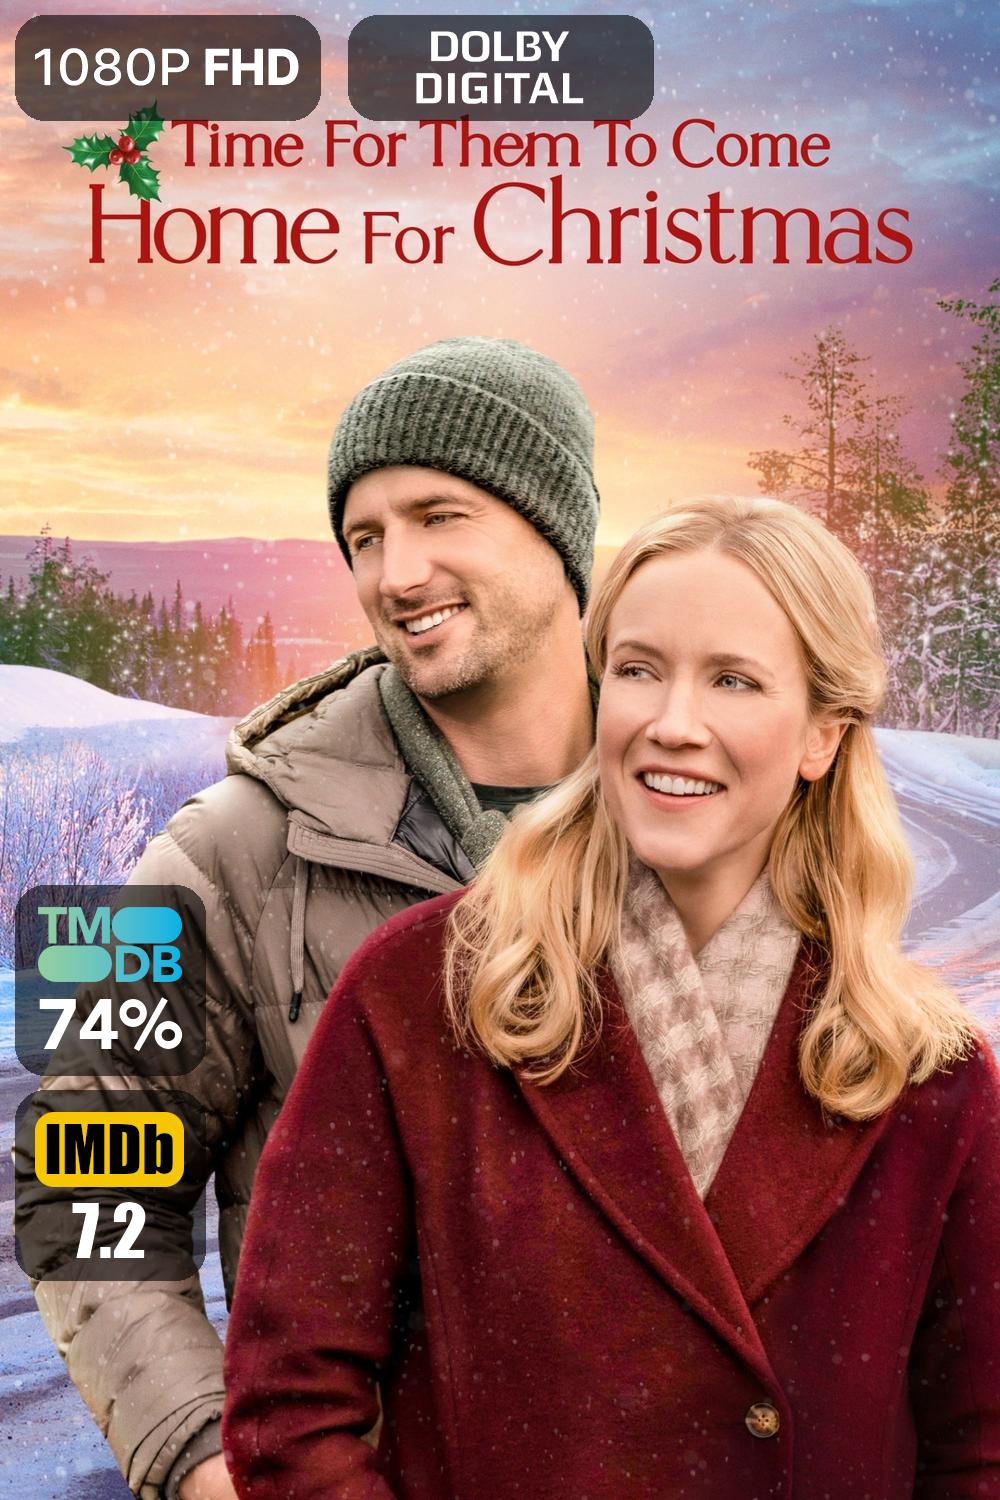 1080P FHD
DOLBY
DIGITAL
Time For Them To Come
Home For Christmas
TM
DB
74%
IMDb
7.2